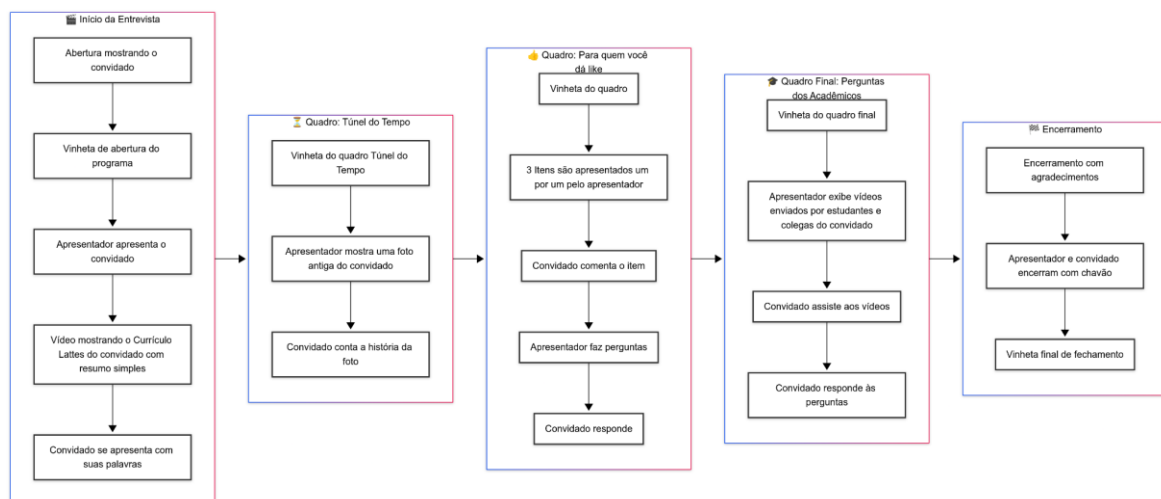 🎬 Início da Entrevista
Abertura mostrando o
convidado
Vinheta de abertura do
programa
Apresentador apresenta o
convidado
Vídeo mostrando o Currículo
Lattes do convidado com
resumo simples
Convidado se apresenta com
suas palavras
⏳ Quadro: Túnel do Tempo
Vinheta do quadro Túnel do
Tempo
Apresentador mostra uma foto
antiga do convidado
Convidado conta a história da
foto
👍 Quadro: Para quem você
dá like
Vinheta do quadro
3 Itens são apresentados um
por um pelo apresentador
Convidado comenta o item
Apresentador faz perguntas
Convidado responde
🎓 Quadro Final: Perguntas
dos Acadêmicos
Vinheta do quadro final
Apresentador exibe vídeos
enviados por estudantes e
colegas do convidado
Convidado assiste aos vídeos
Convidado responde às
perguntas
🏁 Encerramento
Encerramento com
agradecimentos
Apresentador e convidado
encerram com chavão
Vinheta final de fechamento